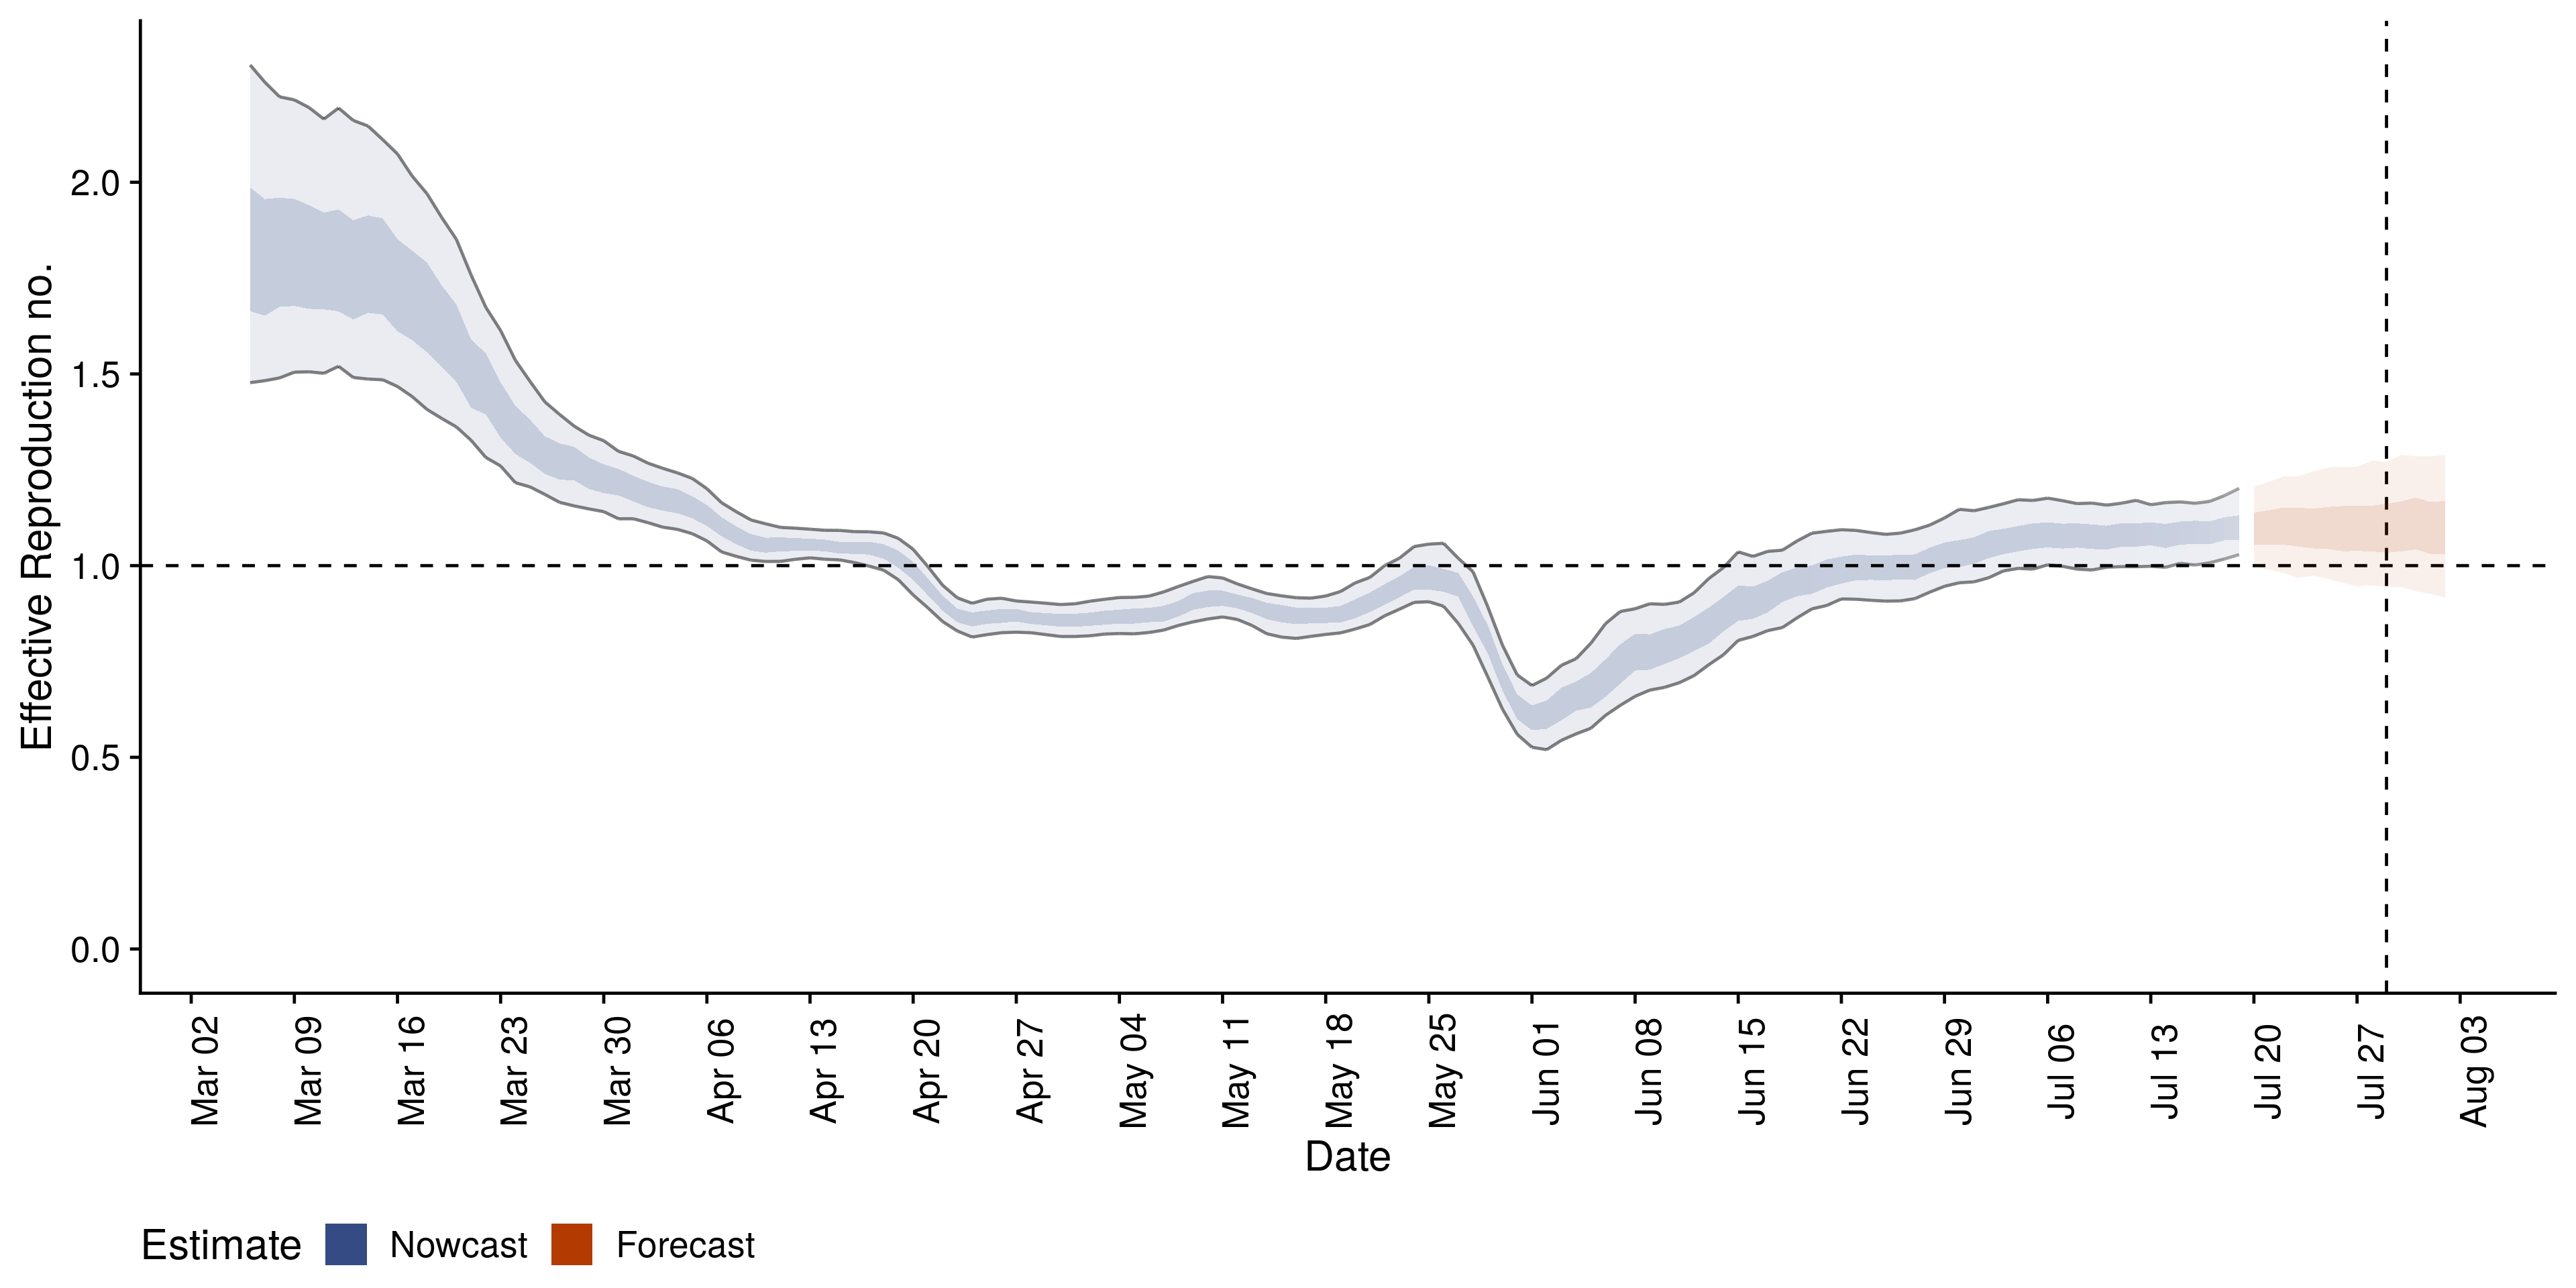 Effective Reproduction no.
2.0
1.5
1.0
0.5
0.0
Mar 02
Mar 09
Mar 16
Mar 23
Mar 30
Apr 06
Apr 13
Apr 20
Apr 27
May 04
May 11
May 18
May 25
Jun 01
Jun 08
Jun 15
Jun 22
Jun 29
Jul 06
Jul 13
Jul 20
Jul 27
Aug 03
Date
Estimate Nowcast Forecast